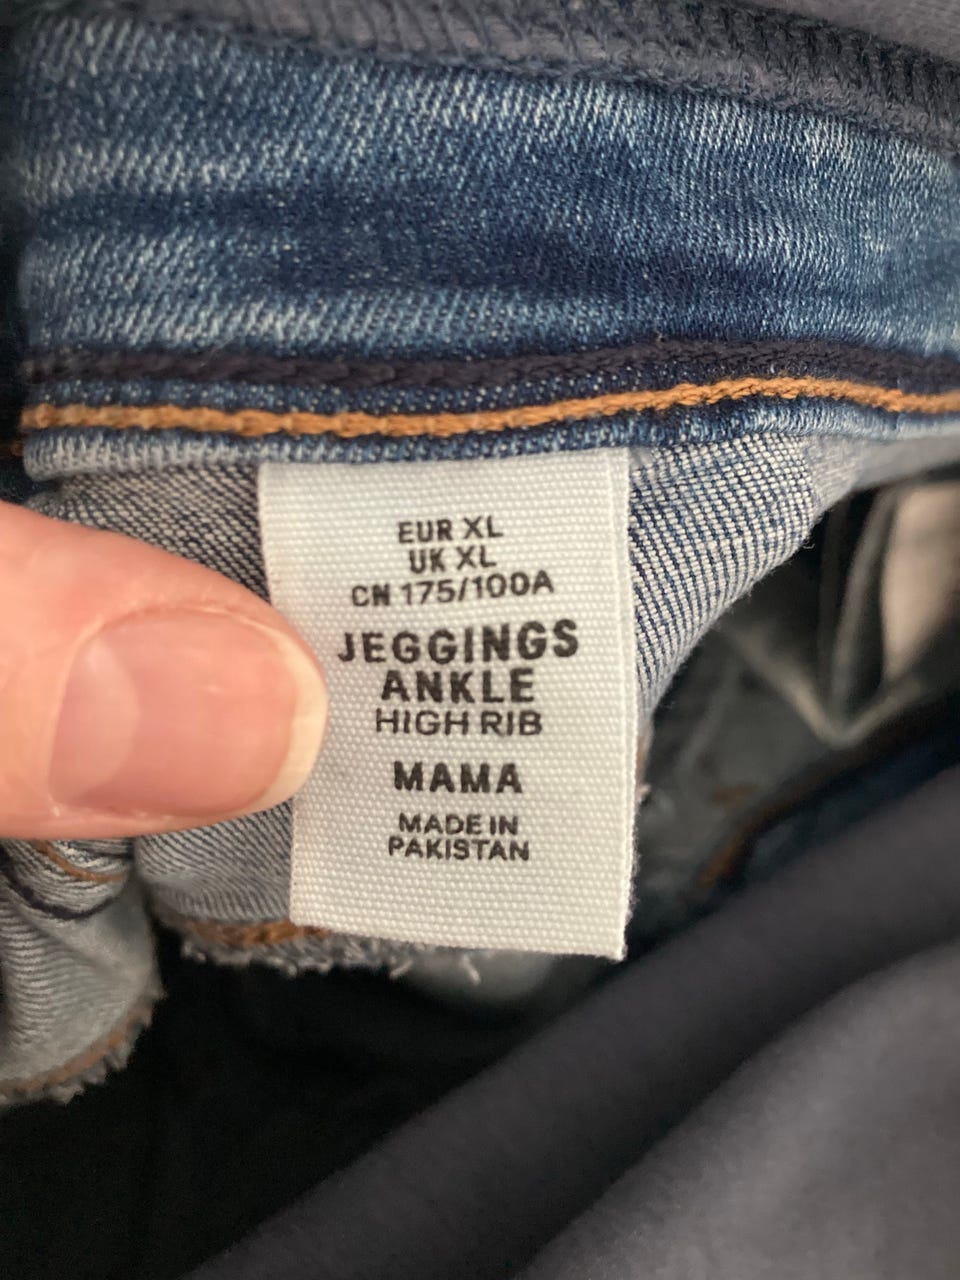 EUR XL
UK XL
CN 175/100A
JEGGINGS
ANKLE
HIGH RIB
MAMA
MADE IN
PAKISTAN